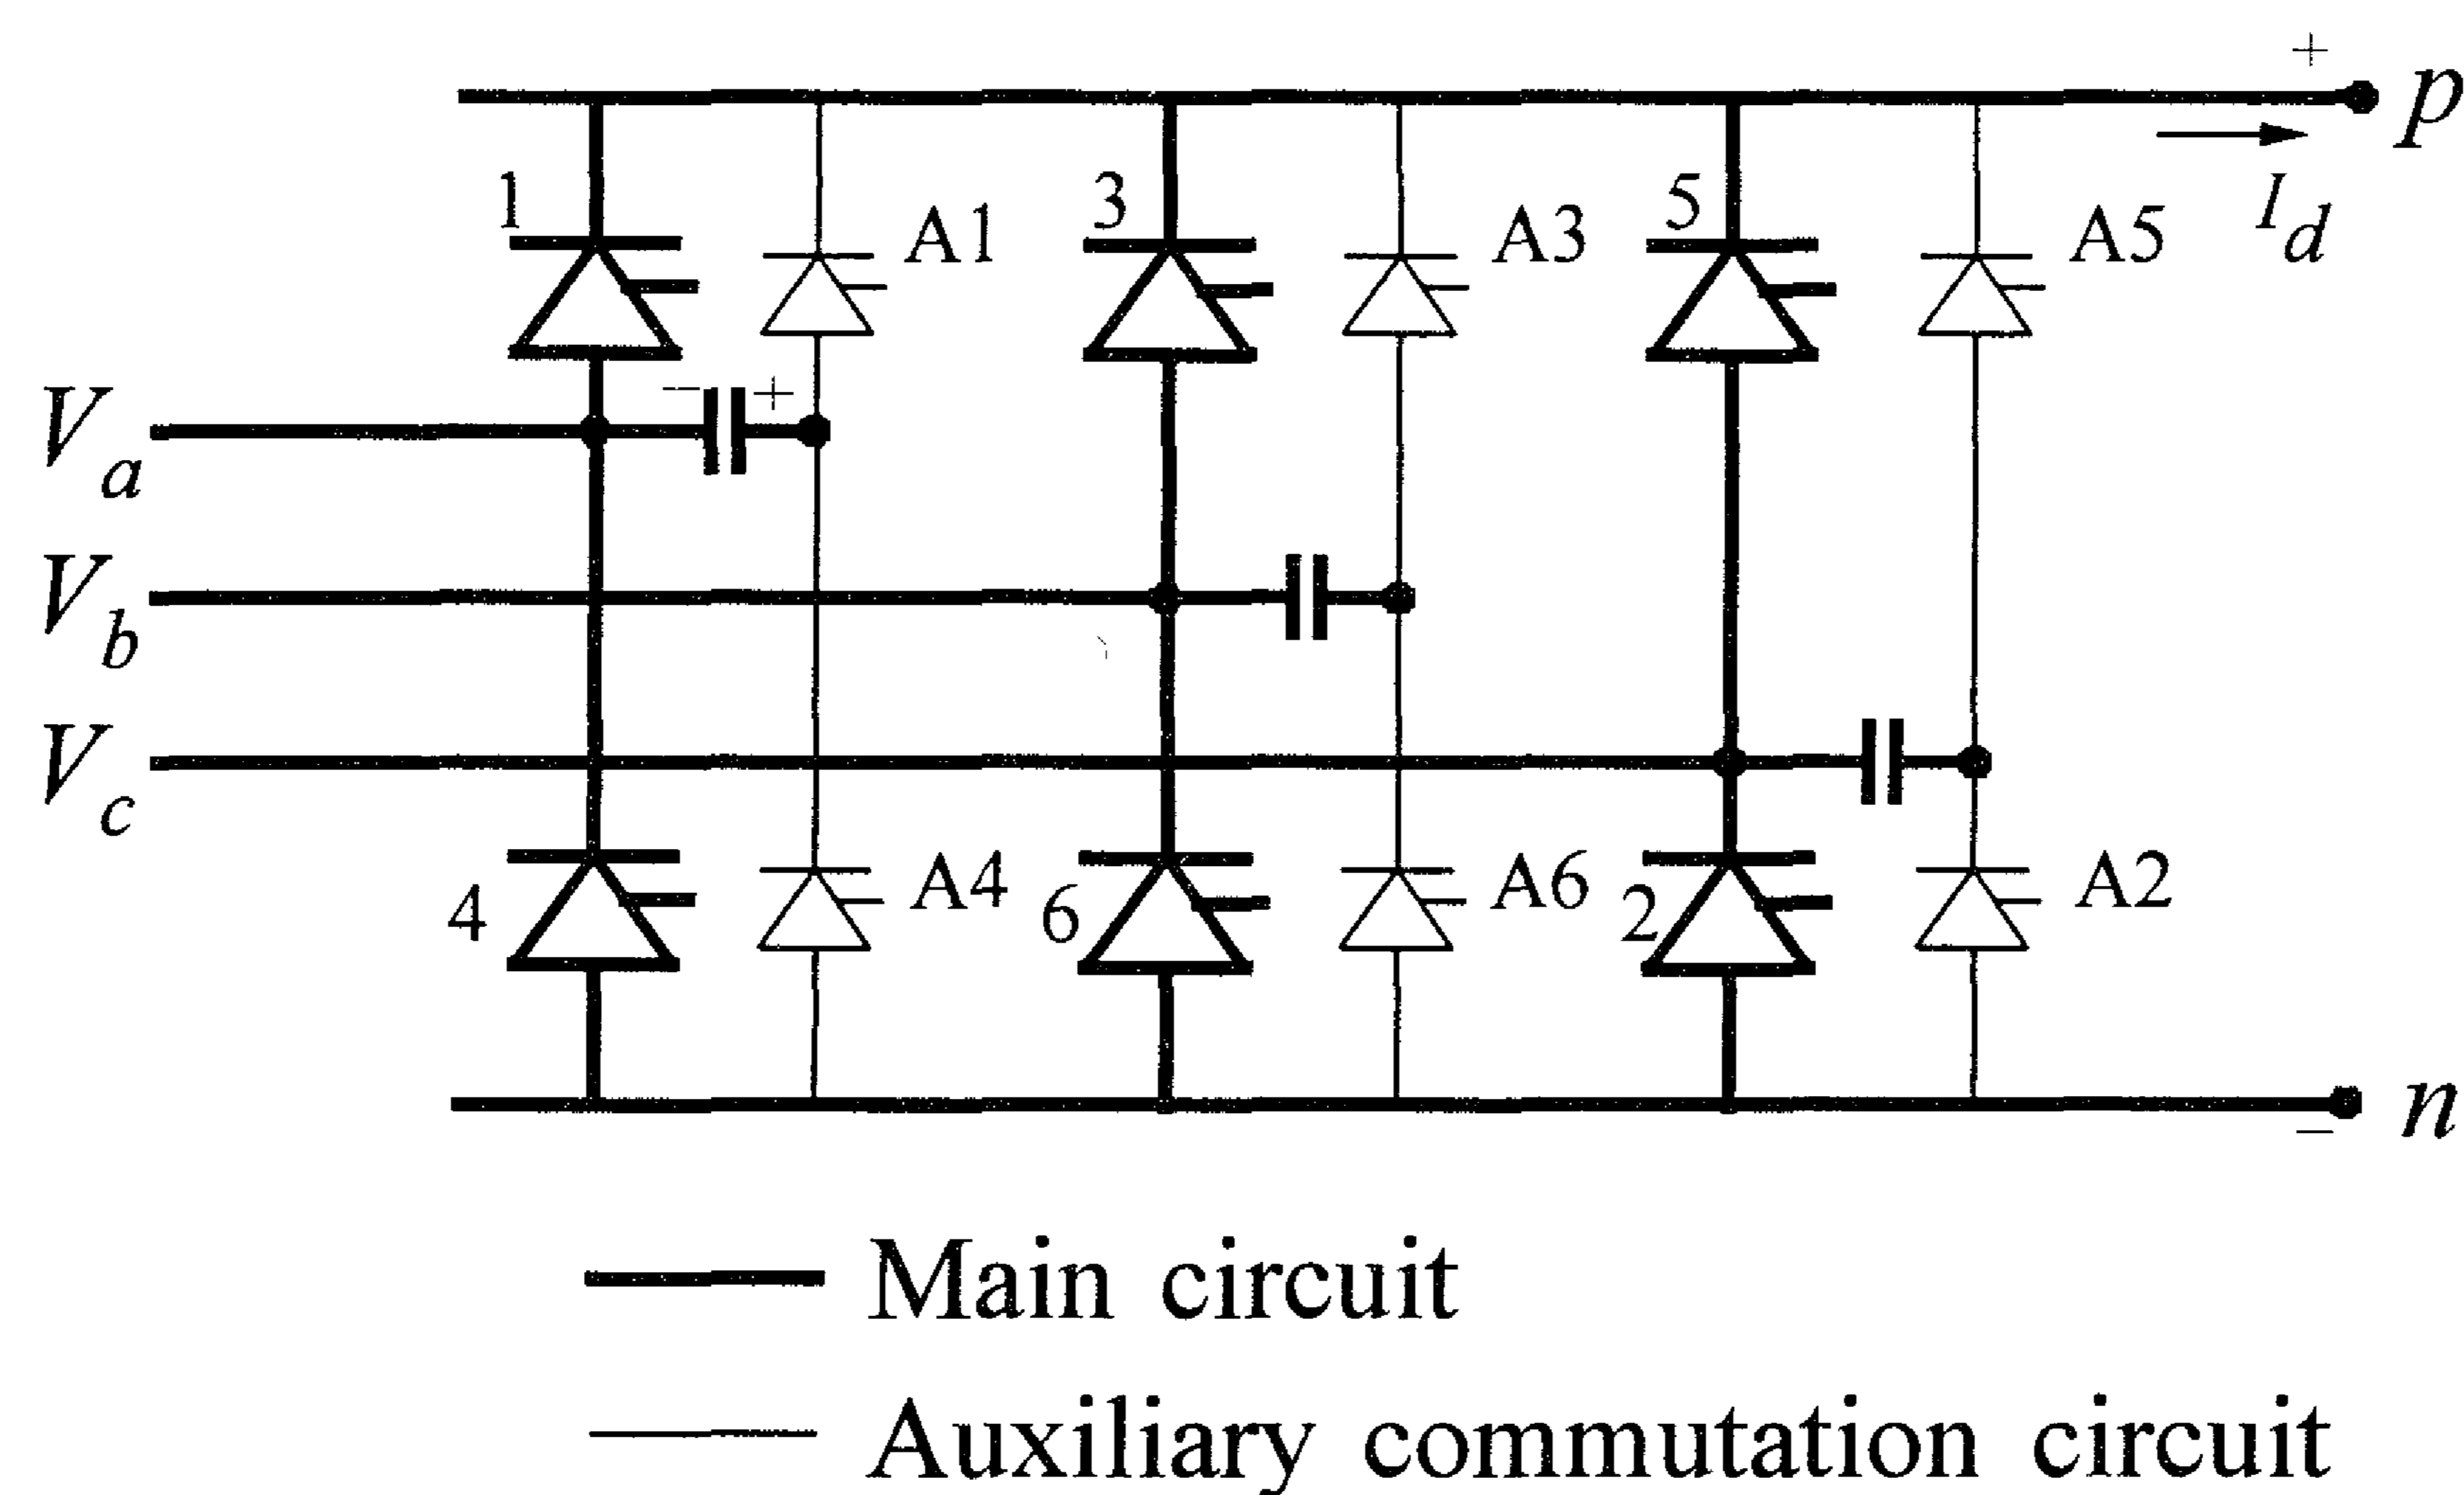 +
p
I_d
1
A1
3
A3
5
A5
V_a
− +
V_b
V_c
4
A4
6
A6
2
A2
n
−
Main circuit
Auxiliary commutation circuit